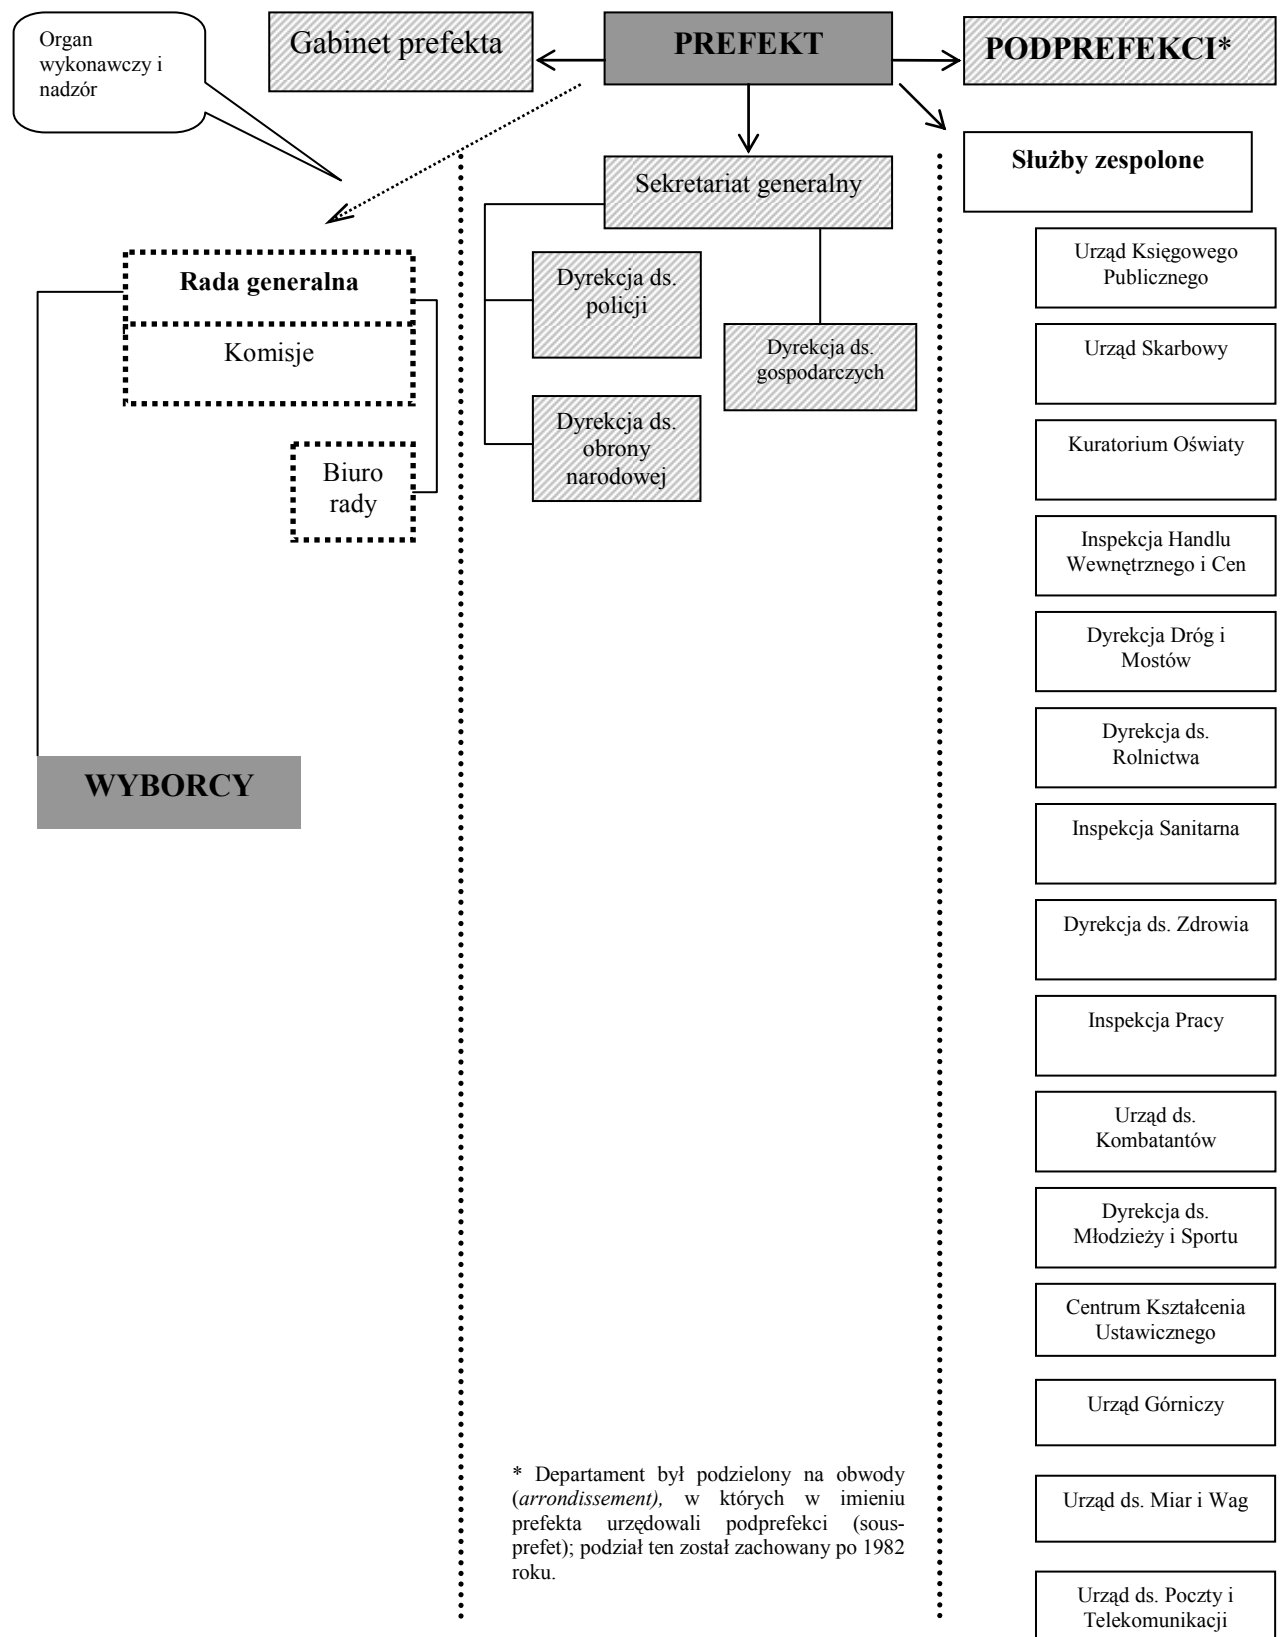 Organ
wykonawczy i
nadzór
Gabinet prefekta
PREFEKT
PODPREFEKCI*
Służby zespolone
Sekretariat generalny
Rada generalna
Komisje
Biuro
rady
WYBORCY
Dyrekcja ds.
policji
Dyrekcja ds.
gospodarczych
Dyrekcja ds.
obrony
narodowej
Urząd Księgowego
Publicznego
Urząd Skarbowy
Kuratorium Oświaty
Inspekcja Handlu
Wewnętrznego i Cen
Dyrekcja Dróg i
Mostów
Dyrekcja ds.
Rolnictwa
Inspekcja Sanitarna
Dyrekcja ds. Zdrowia
Inspekcja Pracy
Urząd ds.
Kombatantów
Dyrekcja ds.
Młodzieży i Sportu
Centrum Kształcenia
Ustawicznego
Urząd Górniczy
Urząd ds. Miar i Wag
Urząd ds. Poczty i
Telekomunikacji
* Departament był podzielony na obwody
(arrondissement), w których w imieniu
prefekta urzędowali podprefekci (sous-
prefet); podział ten został zachowany po 1982
roku.